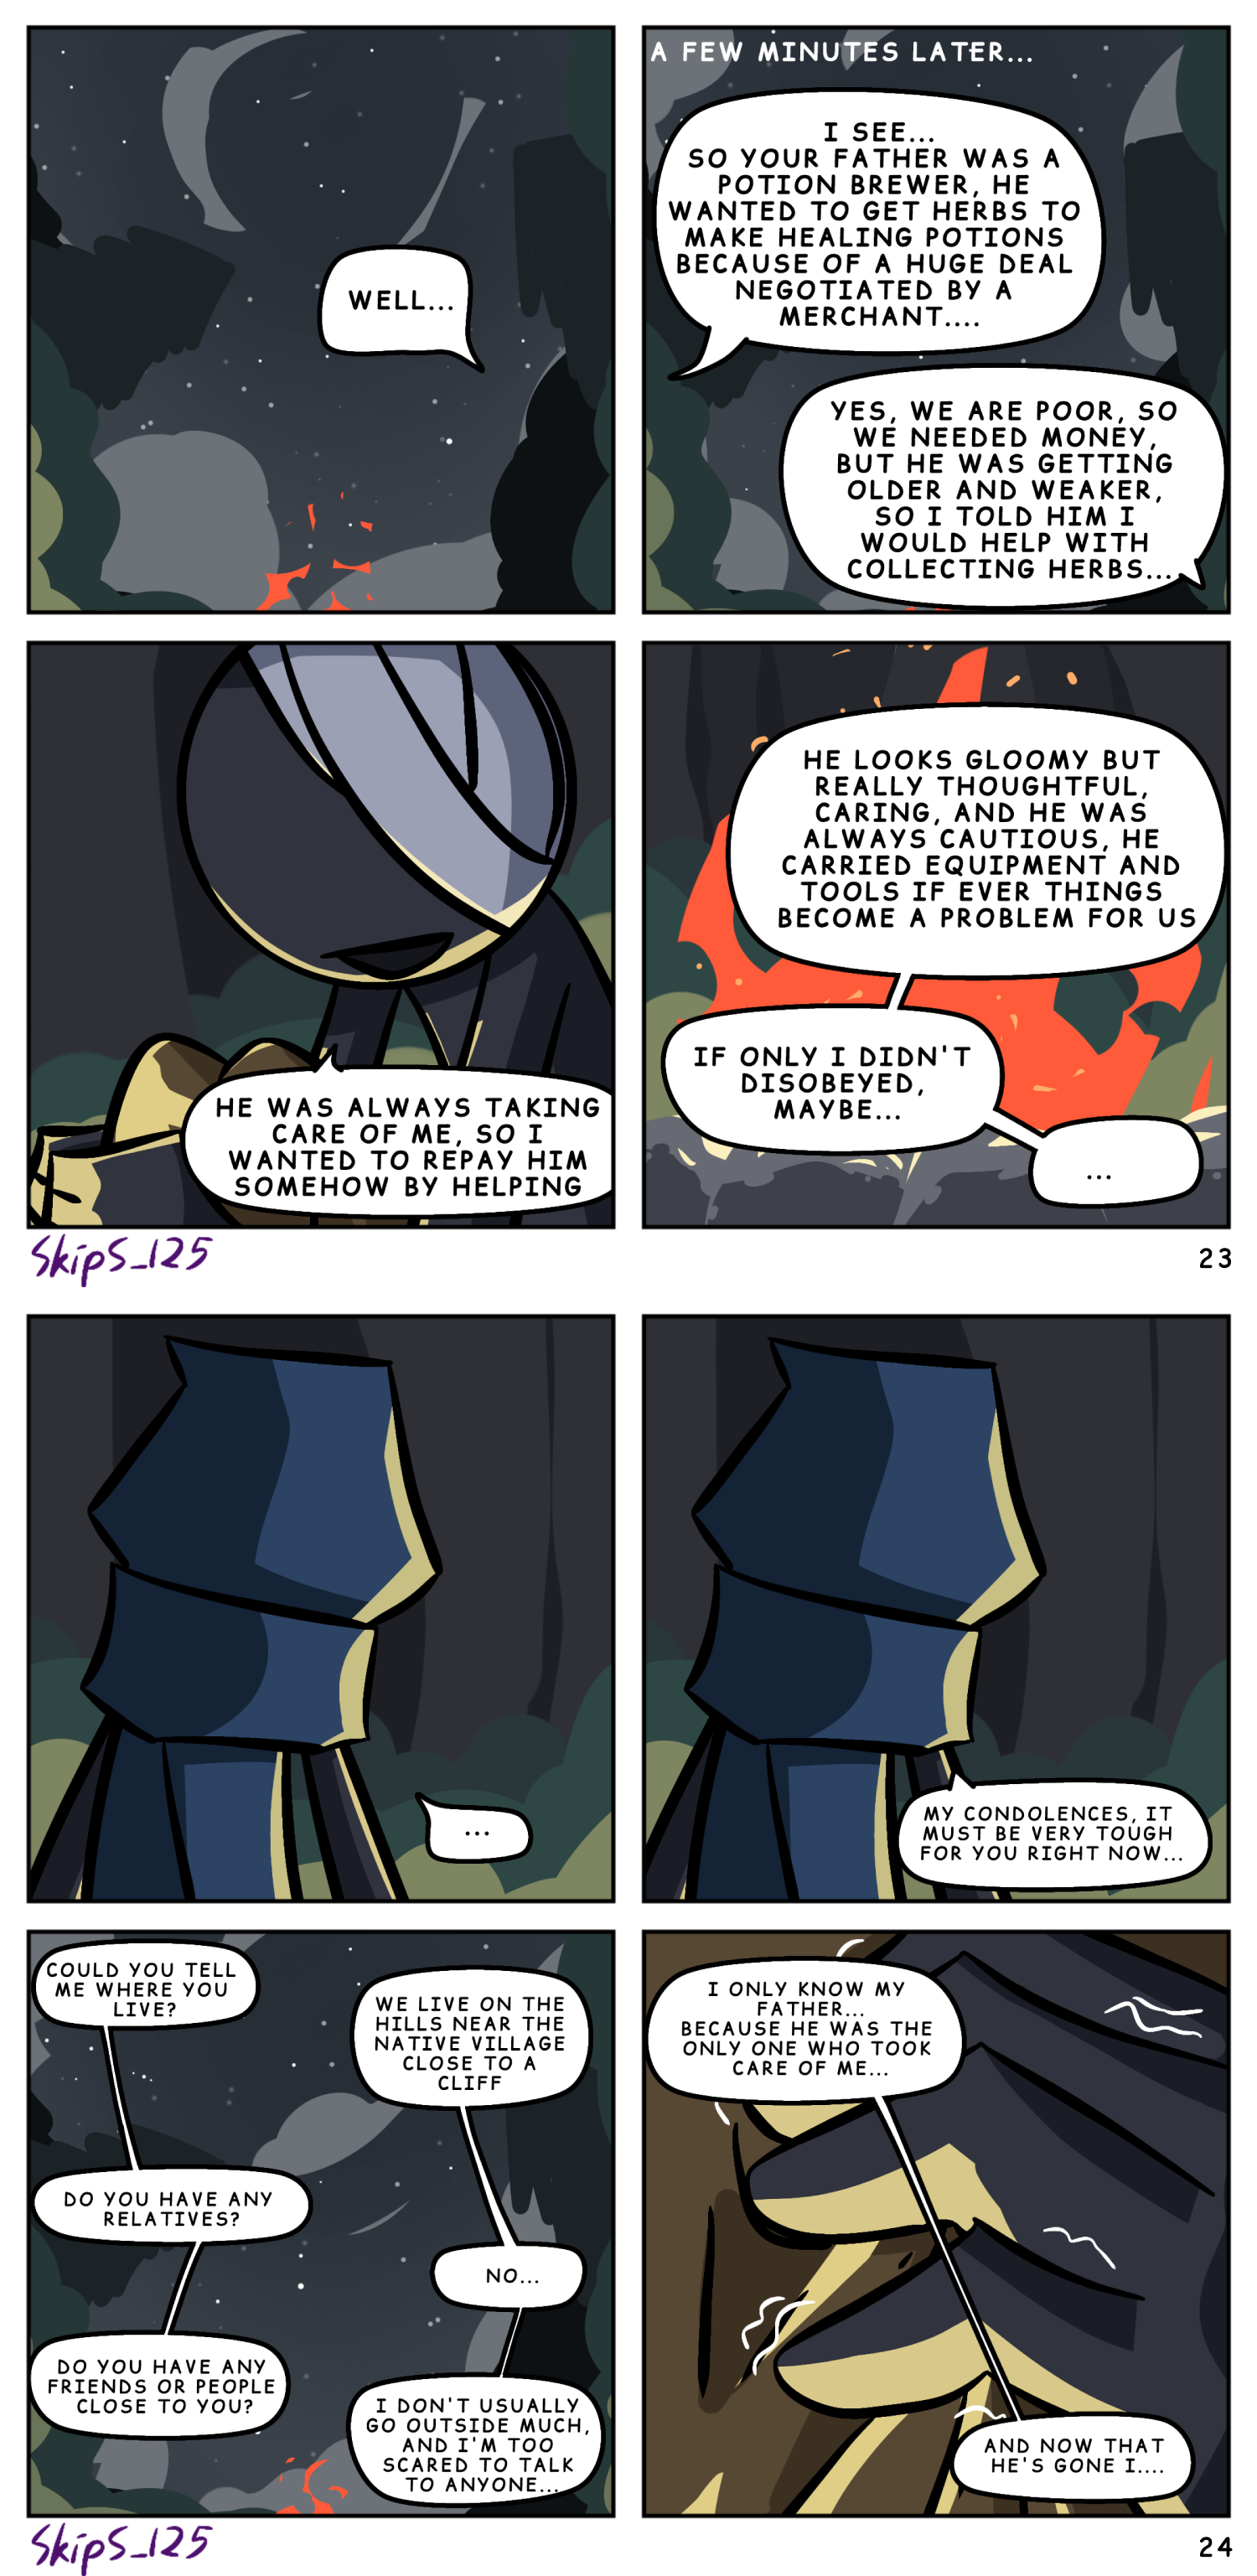 WELL...
A FEW MINUTES LATER...
I SEE...
SO YOUR FATHER WAS A
POTION BREWER, HE
WANTED TO GET HERBS TO
MAKE HEALING POTIONS
BECAUSE OF A HUGE DEAL
NEGOTIATED BY A
MERCHANT....
YES, WE ARE POOR, SO
WE NEEDED MONEY,
BUT HE WAS GETTING
OLDER AND WEAKER,
SO I TOLD HIM I
WOULD HELP WITH
COLLECTING HERBS...
HE WAS ALWAYS TAKING
CARE OF ME, SO I
WANTED TO REPAY HIM
SOMEHOW BY HELPING
HE LOOKS GLOOMY BUT
REALLY THOUGHTFUL,
CARING, AND HE WAS
ALWAYS CAUTIOUS, HE
CARRIED EQUIPMENT AND
TOOLS IF EVER THINGS
BECOME A PROBLEM FOR US
IF ONLY I DIDN'T
DISOBEYED,
MAYBE...
...
SkipS_125
23
...
MY CONDOLENCES, IT
MUST BE VERY TOUGH
FOR YOU RIGHT NOW...
COULD YOU TELL
ME WHERE YOU
LIVE?
WE LIVE ON THE
HILLS NEAR THE
NATIVE VILLAGE
CLOSE TO A
CLIFF
DO YOU HAVE ANY
RELATIVES?
NO...
DO YOU HAVE ANY
FRIENDS OR PEOPLE
CLOSE TO YOU?
I DON'T USUALLY
GO OUTSIDE MUCH,
AND I'M TOO
SCARED TO TALK
TO ANYONE...
I ONLY KNOW MY
FATHER...
BECAUSE HE WAS THE
ONLY ONE WHO TOOK
CARE OF ME...
AND NOW THAT
HE'S GONE I....
SkipS_125
24